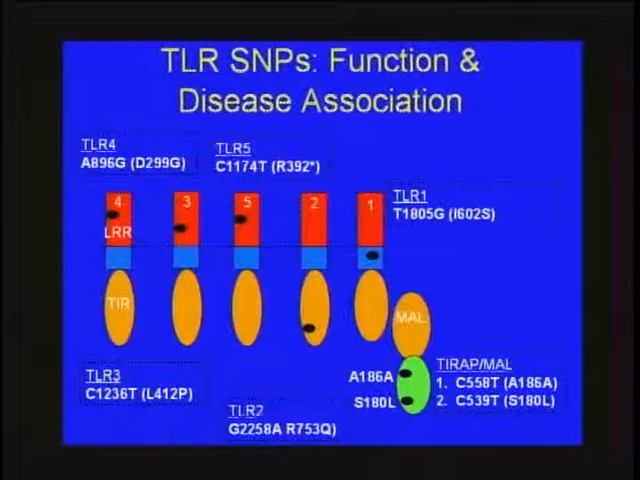 TLR SNPs: Function &
Disease Association
TLR4
A896G (D299G)
TLR5
C1174T (R392*)
TLR1
T1805G (I602S)
4
3
5
2
1
LRR
TIR
MAL
TLR3
C1236T (L412P)
TLR2
G2258A R753Q)
A186A
S180L
TIRAP/MAL
1. C558T (A186A)
2. C539T (S180L)